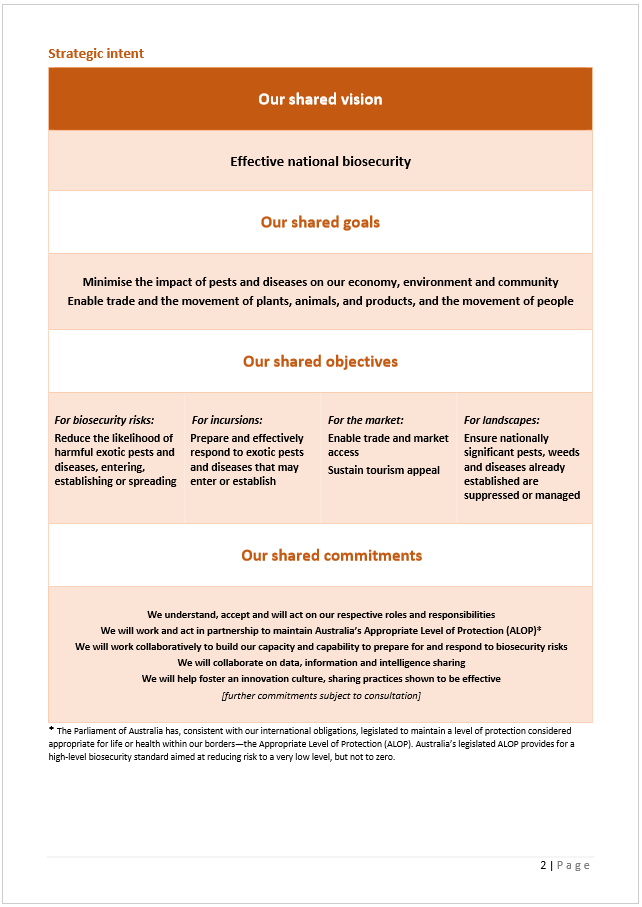 Strategic intent
Our shared vision
Effective national biosecurity
Our shared goals
Minimise the impact of pests and diseases on our economy, environment and community
Enable trade and the movement of plants, animals, and products, and the movement of people
Our shared objectives
For biosecurity risks:
Reduce the likelihood of
harmful exotic pests and
diseases, entering,
establishing or spreading
For incursions:
Prepare and effectively
respond to exotic pests
and diseases that may
enter or establish
For the market:
Enable trade and market
access
Sustain tourism appeal
For landscapes:
Ensure nationally
significant pests, weeds
and diseases already
established are
suppressed or managed
Our shared commitments
We understand, accept and will act on our respective roles and responsibilities
We will work and act in partnership to maintain Australia's Appropriate Level of Protection (ALOP)*
We will work collaboratively to build our capacity and capability to prepare for and respond to biosecurity risks
We will collaborate on data, information and intelligence sharing
We will help foster an innovation culture, sharing practices shown to be effective
[further commitments subject to consultation]
* The Parliament of Australia has, consistent with our international obligations, legislated to maintain a level of protection considered
appropriate for life or health within our borders—the Appropriate Level of Protection (ALOP). Australia's legislated ALOP provides for a
high-level biosecurity standard aimed at reducing risk to a very low level, but not to zero.
2 | Page